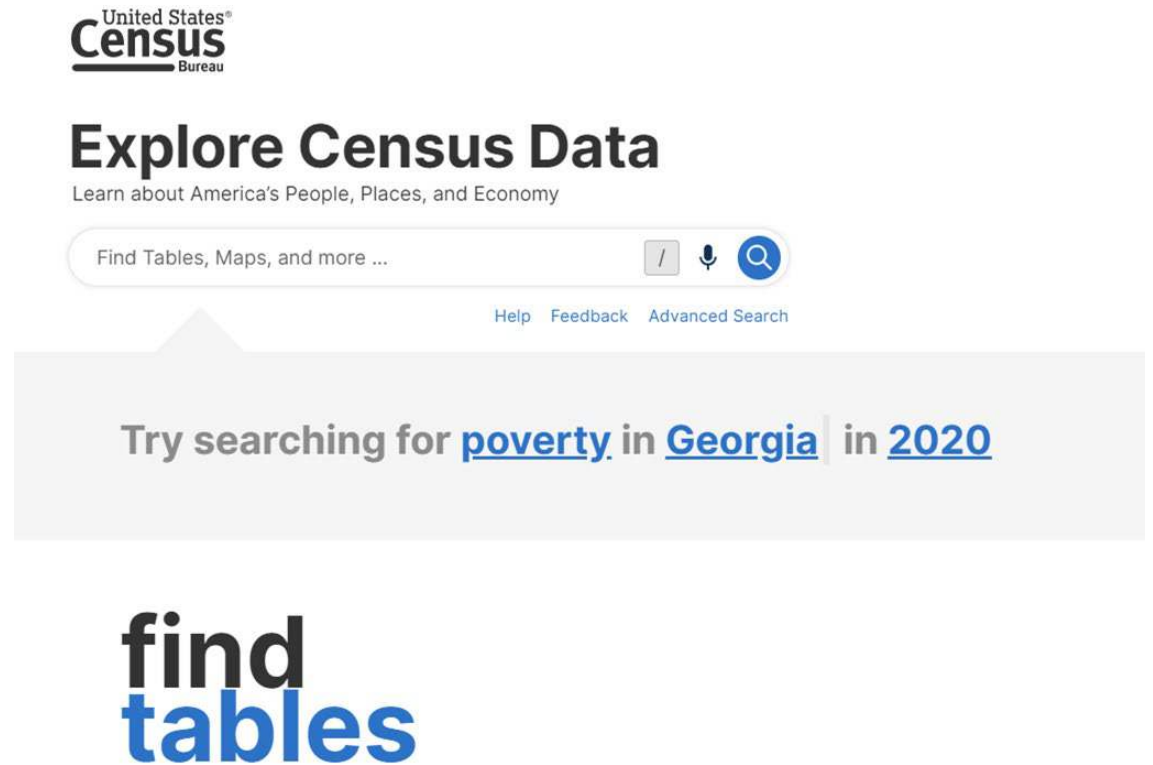 United States®
Census
Bureau
Explore Census Data
Learn about America's People, Places, and Economy
Find Tables, Maps, and more ... /
Help Feedback Advanced Search
Try searching for poverty in Georgia in 2020
find
tables